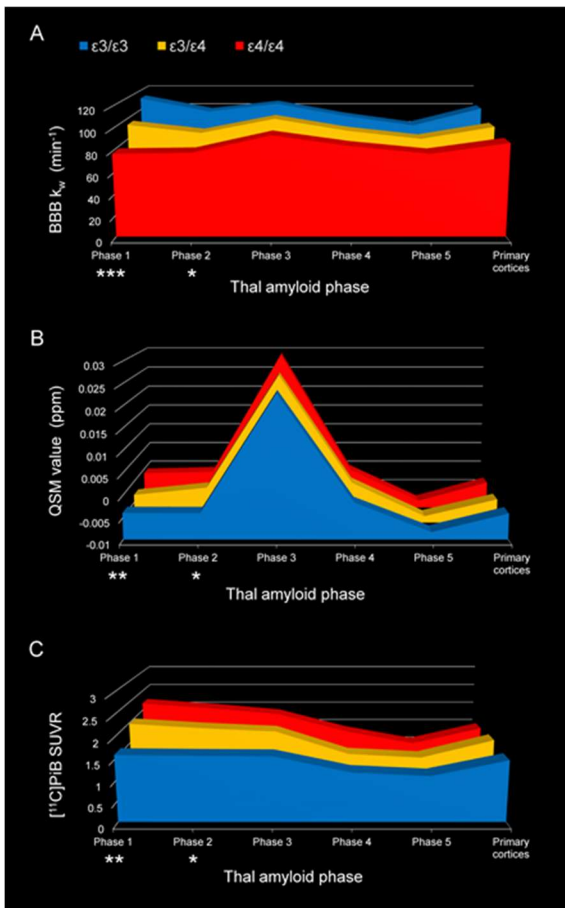 A
ε3/ε3 ε3/ε4 ε4/ε4
BBB kw (min-1)
120
100
80
60
40
20
0
Phase 1 Phase 2 Phase 3 Phase 4 Phase 5 Primary
cortices
*** *
Thal amyloid phase
B
QSM value (ppm)
0.03
0.025
0.02
0.015
0.01
0.005
0
-0.005
-0.01
Phase 1 Phase 2 Phase 3 Phase 4 Phase 5 Primary
cortices
** *
Thal amyloid phase
C
[11C]PiB SUVR
3
2.5
2
1.5
1
0.5
0
Phase 1 Phase 2 Phase 3 Phase 4 Phase 5 Primary
cortices
** *
Thal amyloid phase